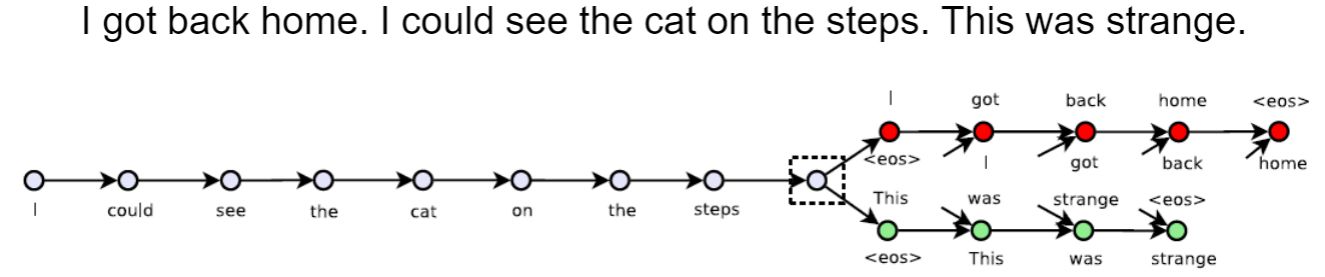 I got back home. I could see the cat on the steps. This was strange.
I got back home <eos>
<eos> I got back home
I could see the cat on the steps
This was strange <eos>
<eos> This was strange